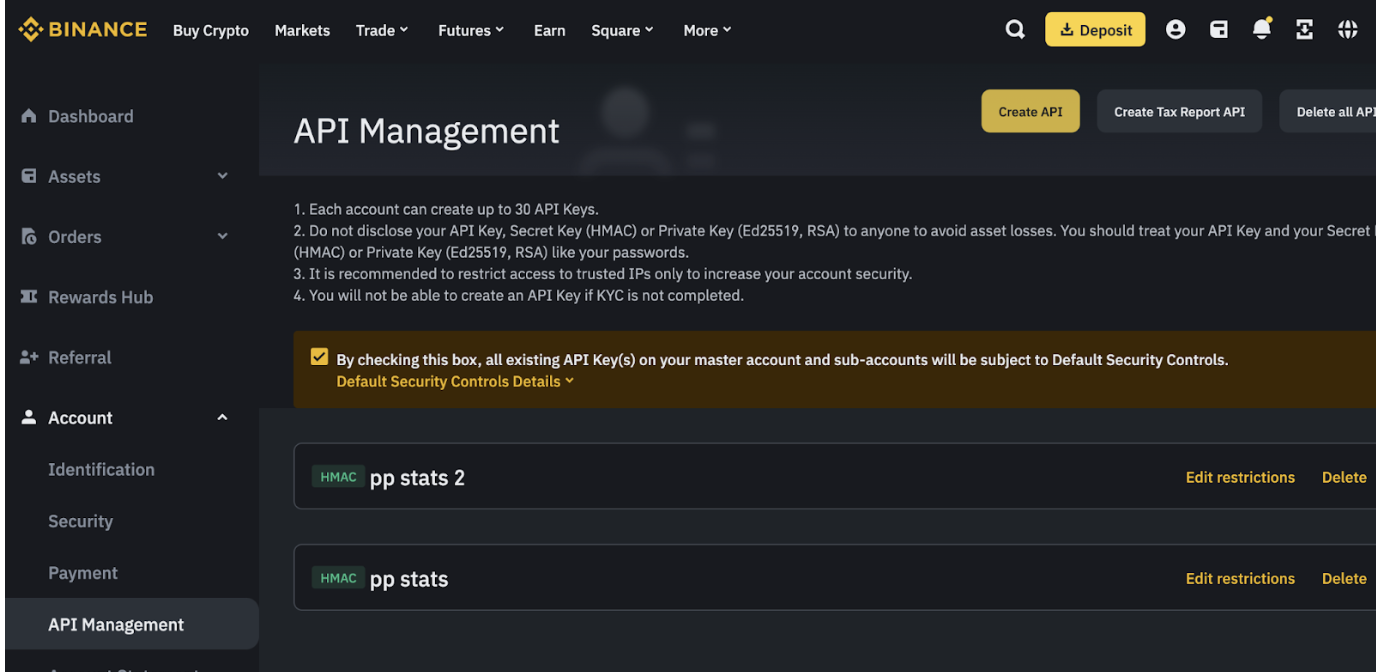 BINANCE Buy Crypto Markets Trade Futures Earn Square More Deposit
Dashboard
Assets
Orders
Rewards Hub
Referral
Account
Identification
Security
Payment
API Management
API Management
Create API Create Tax Report API Delete all API
1. Each account can create up to 30 API Keys.
2. Do not disclose your API Key, Secret Key (HMAC) or Private Key (Ed25519, RSA) to anyone to avoid asset losses. You should treat your API Key and your Secret
(HMAC) or Private Key (Ed25519, RSA) like your passwords.
3. It is recommended to restrict access to trusted IPs only to increase your account security.
4. You will not be able to create an API Key if KYC is not completed.
By checking this box, all existing API Key(s) on your master account and sub-accounts will be subject to Default Security Controls.
Default Security Controls Details
HMAC pp stats 2 Edit restrictions Delete
HMAC pp stats Edit restrictions Delete